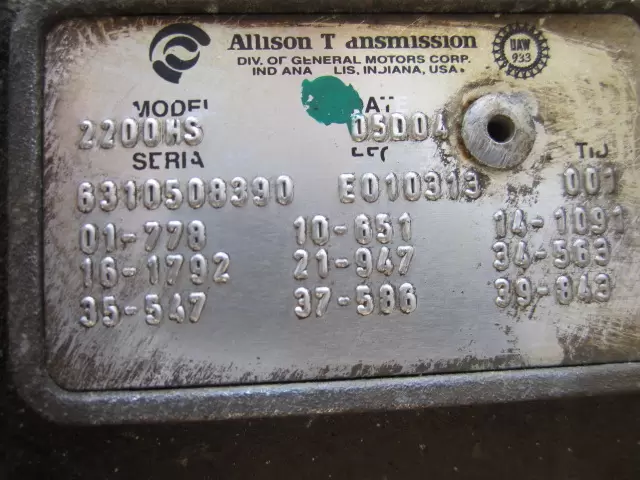 Allison T ansmission
UAW
933
DIV. OF GENERAL MOTORS CORP.
IND ANA LIS, INDIANA, USA.
MODEL
2200HS
05D04
SERIA
TID
6310508390 E010313 001
01-778 10-651 14-1091
16-1792 21-947 34-563
35-547 37-586 39-843